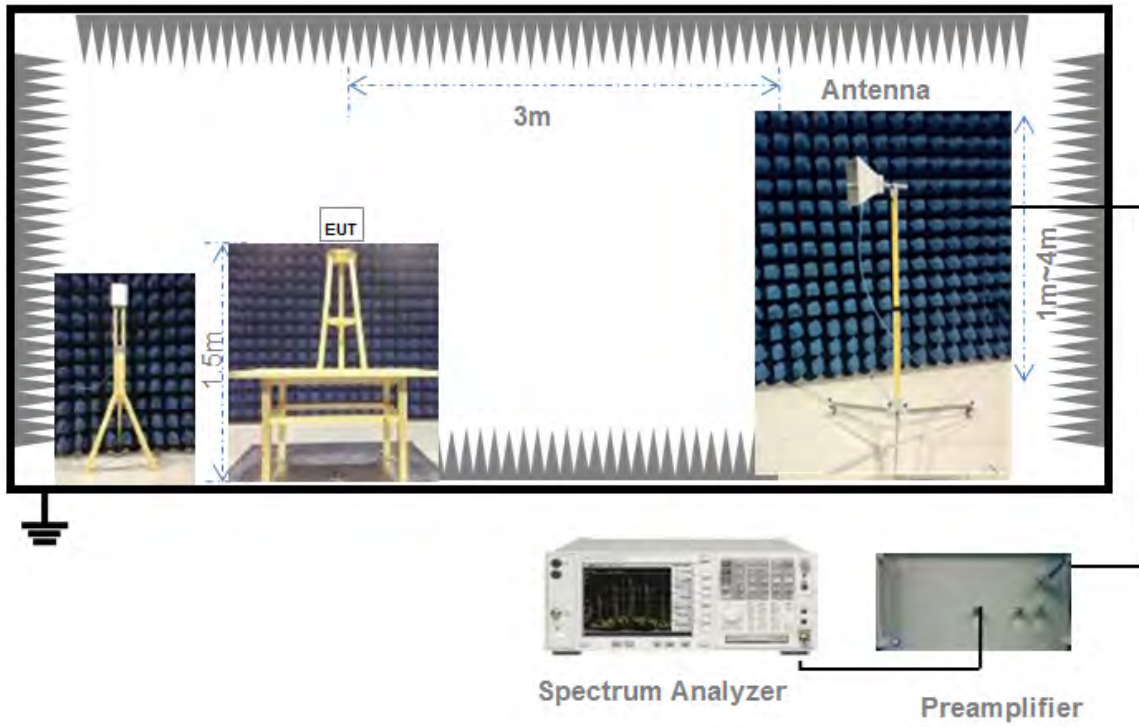 Antenna
3m
EUT
1.5m
1m~4m
Spectrum Analyzer
Preamplifier